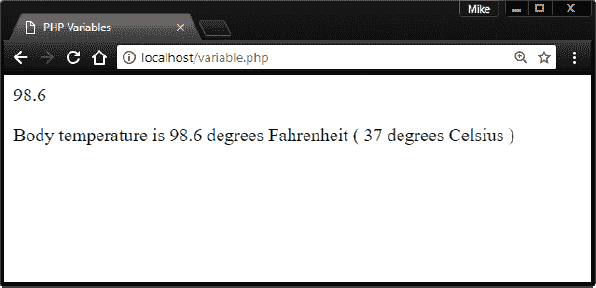 Mike
PHP Variables
localhost/variable.php
98.6
Body temperature is 98.6 degrees Fahrenheit ( 37 degrees Celsius )